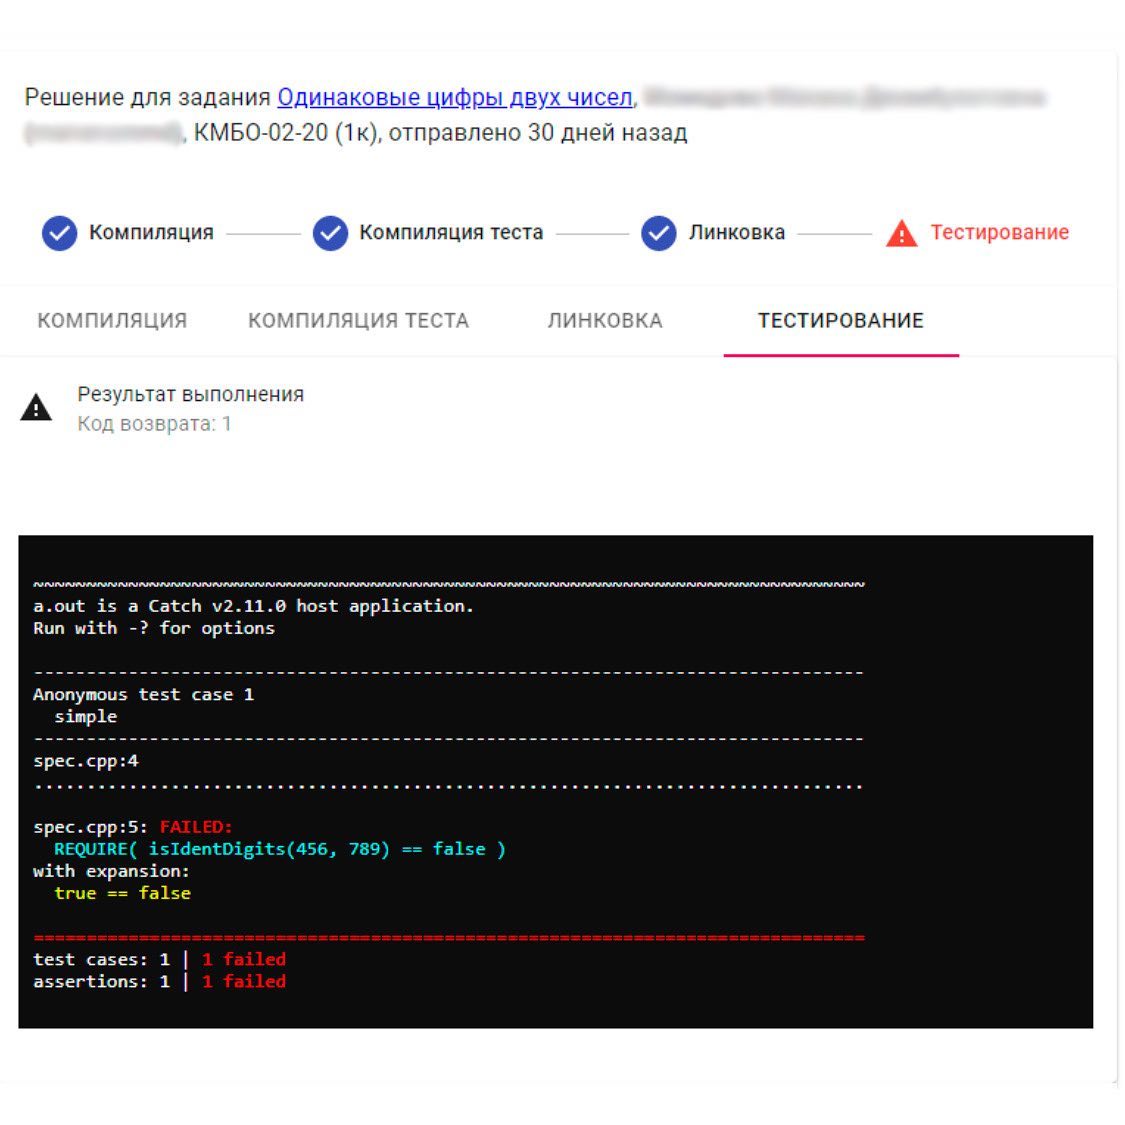 Решение для задания Одинаковые цифры двух чисел,
, КМБО-02-20 (1к), отправлено 30 дней назад
Компиляция Компиляция теста Линковка Тестирование
КОМПИЛЯЦИЯ КОМПИЛЯЦИЯ ТЕСТА ЛИНКОВКА ТЕСТИРОВАНИЕ
Результат выполнения
Код возврата: 1
~~~~~~~~~~~~~~~~~~~~~~~~~~~~~~~~~~~~~~~~~~~~~~~~~~~~~~~~~~~~~~~~~~~~~~~~~~~~~~~
a.out is a Catch v2.11.0 host application.
Run with -? for options
-------------------------------------------------------------------------------
Anonymous test case 1
simple
-------------------------------------------------------------------------------
spec.cpp:4
...............................................................................
spec.cpp:5: FAILED:
REQUIRE( isIdentDigits(456, 789) == false )
with expansion:
true == false
===============================================================================
test cases: 1 | 1 failed
assertions: 1 | 1 failed